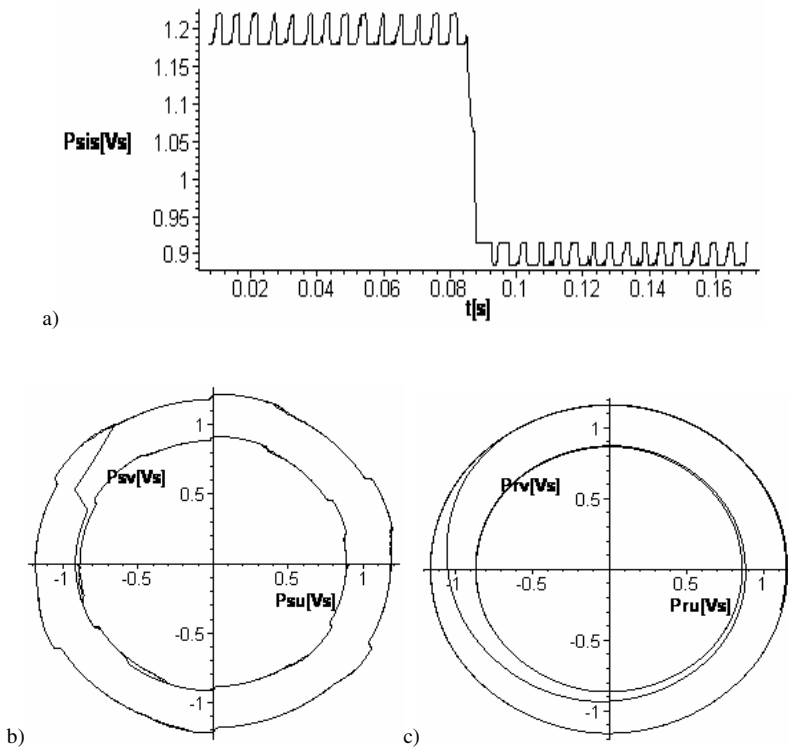 1.2
1.15
1.1
Psis[Vs] 1.05
1
0.95
0.9
0.02 0.04 0.06 0.08 0.1 0.12 0.14 0.16
t[s]
a)
1
Psv[Vs]
0.5
-1 -0.5 0.5 1
Psu[Vs]
-0.5
-1
b)
1
Prv[Vs]
0.5
-1 -0.5 0.5 1
Pru[Vs]
-0.5
-1
c)